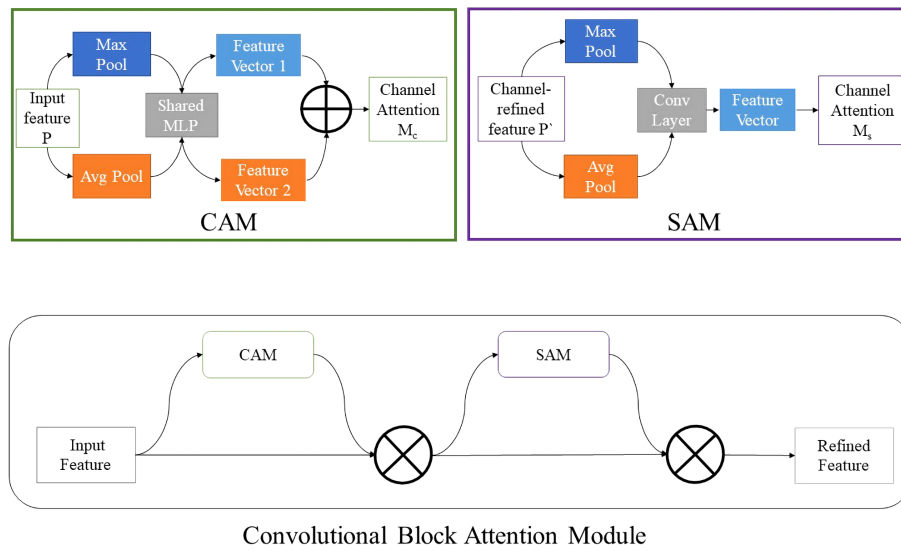 Input
feature
P
Max
Pool
Avg Pool
Shared
MLP
Feature
Vector 1
Feature
Vector 2
Channel
Attention
Mc
CAM
Channel-
refined
feature P`
Max
Pool
Avg
Pool
Conv
Layer
Feature
Vector
Channel
Attention
Ms
SAM
Input
Feature
CAM
SAM
Refined
Feature
Convolutional Block Attention Module